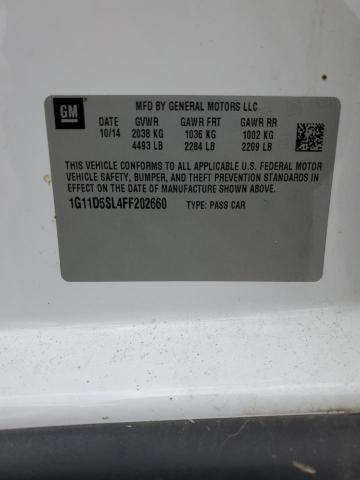 GM
MFD BY GENERAL MOTORS LLC
DATE GVWR GAWR FRT GAWR RR
10/14 2038 KG 1036 KG 1002 KG
4493 LB 2284 LB 2209 LB
THIS VEHICLE CONFORMS TO ALL APPLICABLE U.S. FEDERAL MOTOR
VEHICLE SAFETY, BUMPER, AND THEFT PREVENTION STANDARDS
IN EFFECT ON THE DATE OF MANUFACTURE SHOWN ABOVE.
1G11D5SL4FF202660 TYPE: PASS CAR